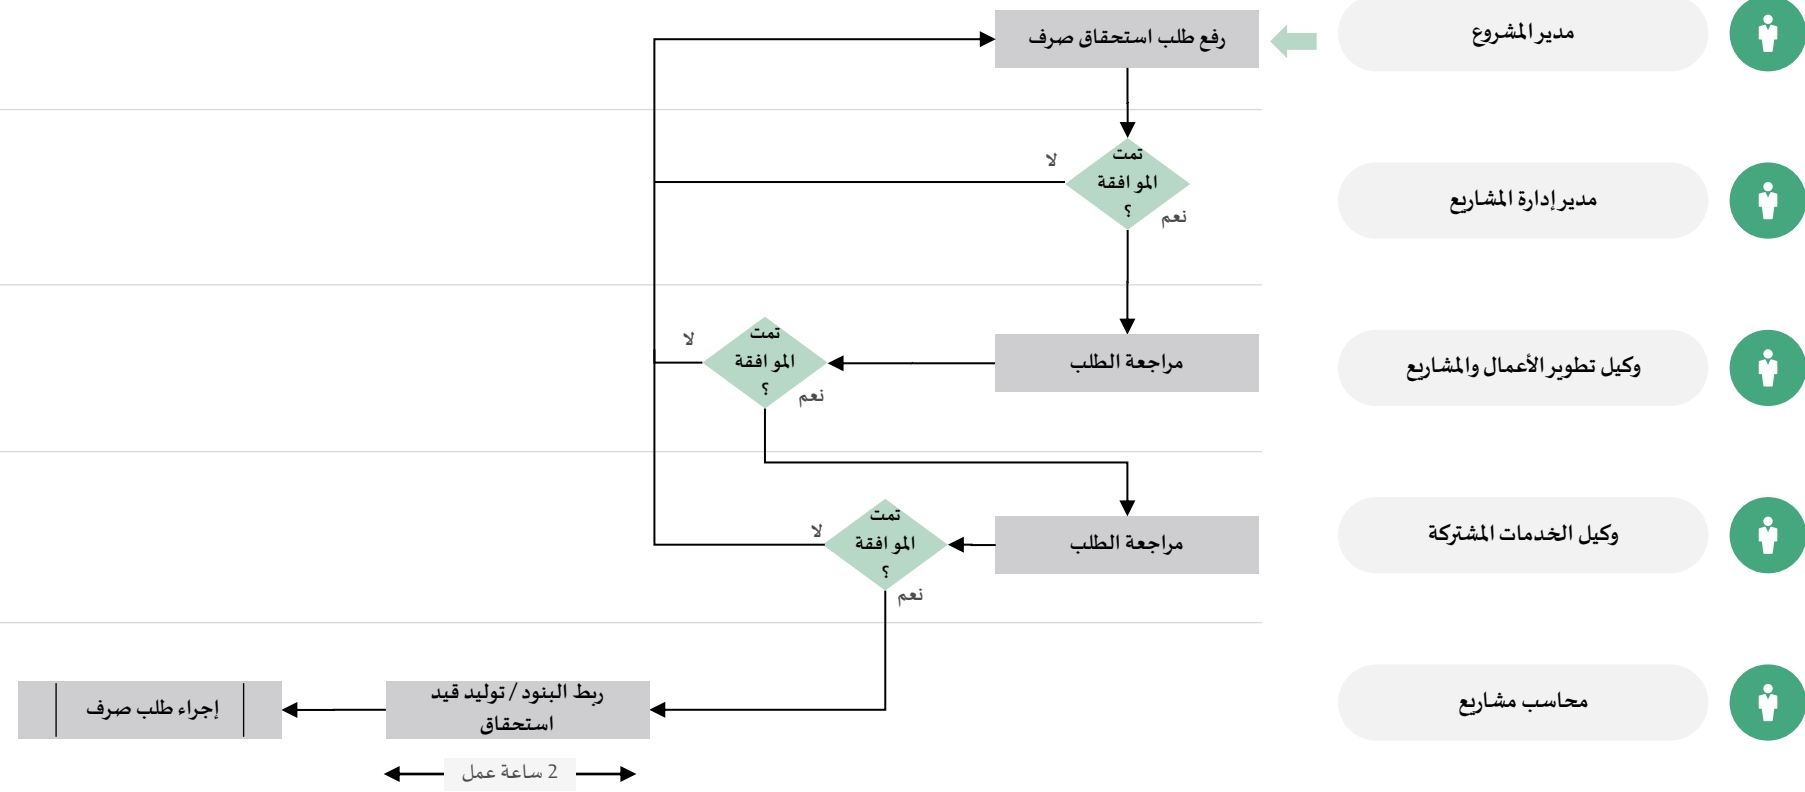 مدير المشروع
رفع طلب استحقاق صرف
مدير إدارة المشاريع
تمت
الموافقة
؟
لا
نعم
وكيل تطوير الأعمال والمشاريع
مراجعة الطلب
تمت
الموافقة
؟
لا
نعم
وكيل الخدمات المشتركة
مراجعة الطلب
تمت
الموافقة
؟
لا
نعم
محاسب مشاريع
ربط البنود / توليد قيد
استحقاق
إجراء طلب صرف
2 ساعة عمل